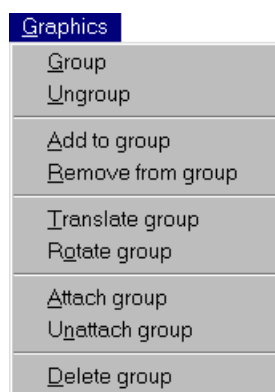 Graphics
Group
Ungroup
Add to group
Remove from group
Translate group
Rotate group
Attach group
Unattach group
Delete group